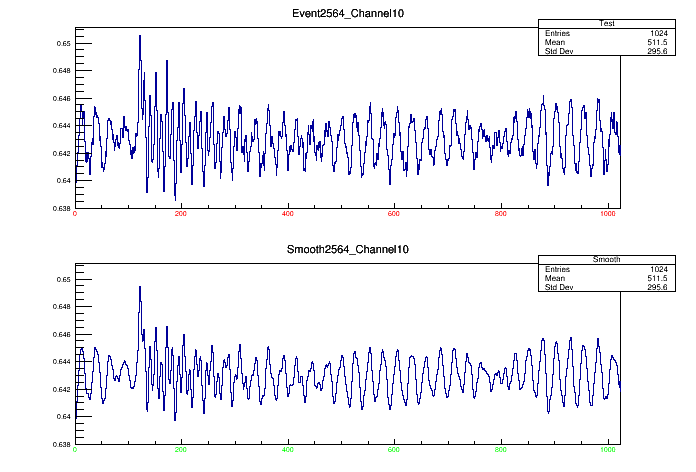 Event2564_Channel10
Test
Entries 1024
Mean 511.5
Std Dev 295.6
0.65
0.648
0.646
0.644
0.642
0.64
0.638
0 200 400 600 800 1000
Smooth2564_Channel10
Smooth
Entries 1024
Mean 511.5
Std Dev 295.6
0.65
0.648
0.646
0.644
0.642
0.64
0.638
0 200 400 600 800 1000